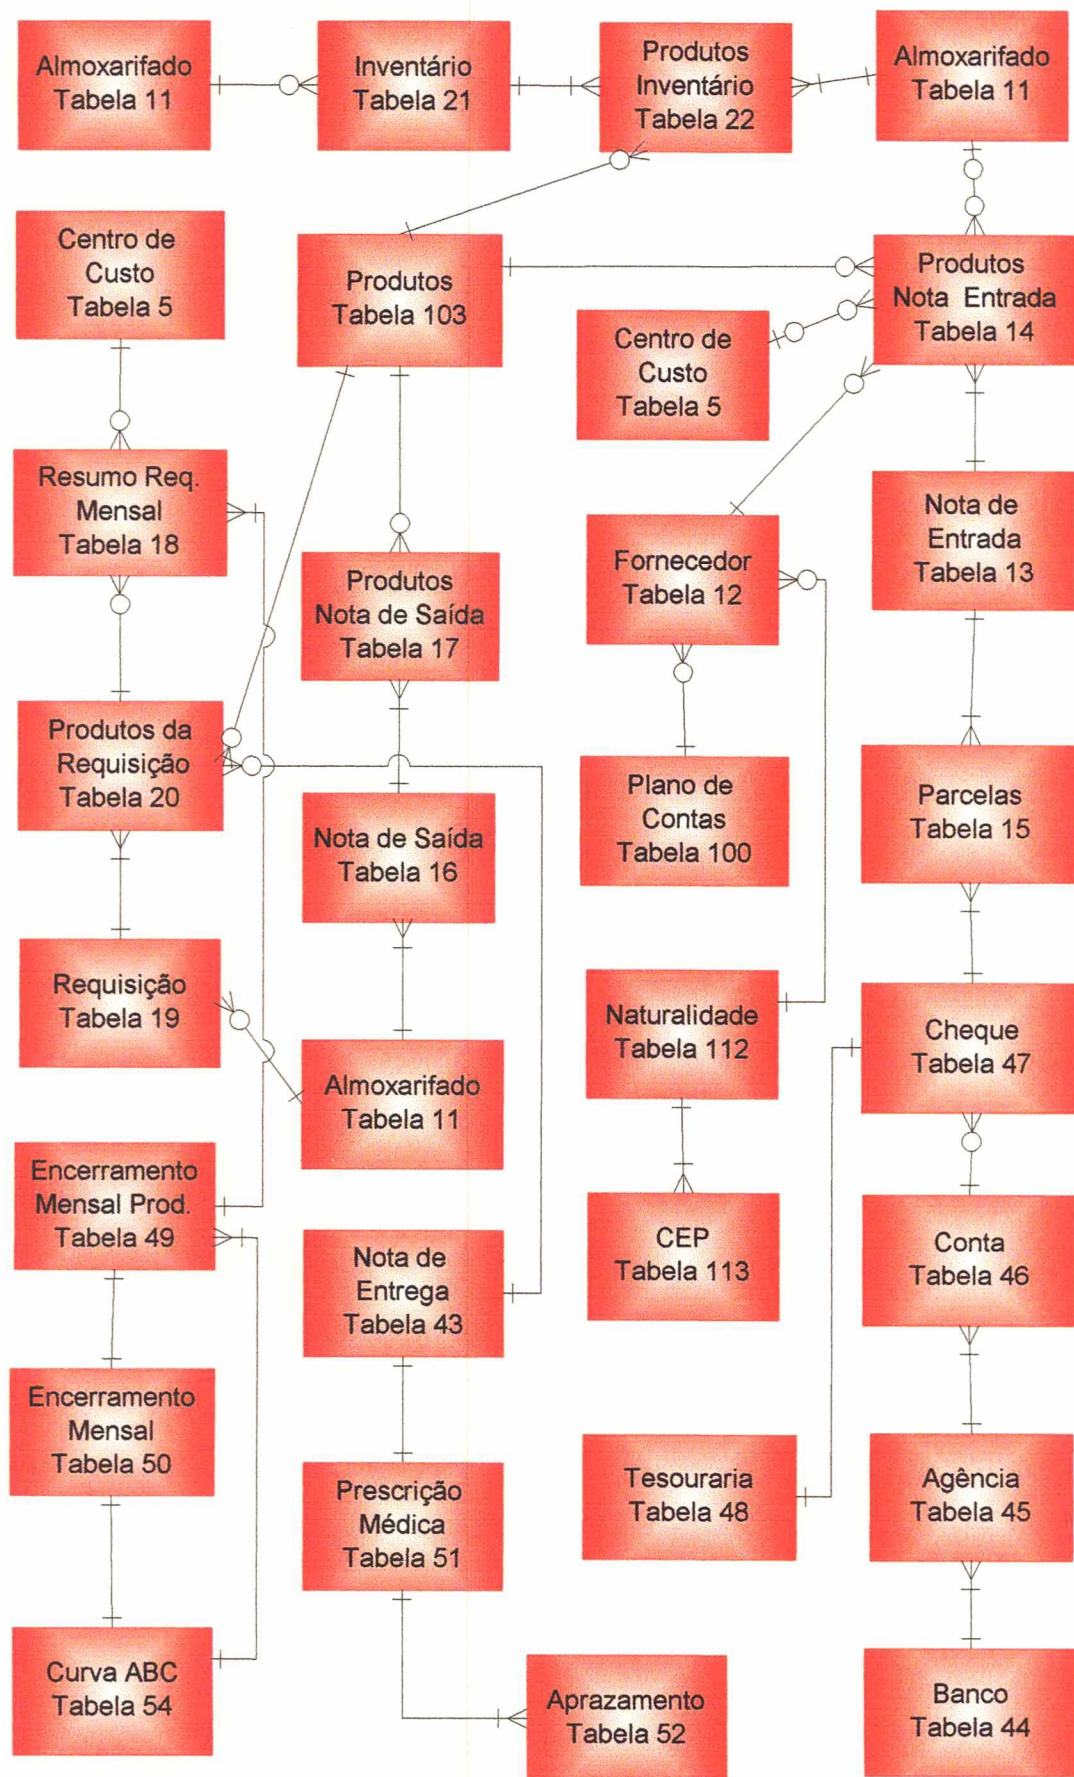 Almoxarifado
Tabela 11
Inventário
Tabela 21
Produtos
Inventário
Tabela 22
Almoxarifado
Tabela 11
Centro de
Custo
Tabela 5
Produtos
Tabela 103
Centro de
Custo
Tabela 5
Produtos
Nota Entrada
Tabela 14
Resumo Req.
Mensal
Tabela 18
Produtos
Nota de Saída
Tabela 17
Fornecedor
Tabela 12
Nota de
Entrada
Tabela 13
Produtos da
Requisição
Tabela 20
Nota de Saída
Tabela 16
Plano de
Contas
Tabela 100
Parcelas
Tabela 15
Requisição
Tabela 19
Almoxarifado
Tabela 11
Naturalidade
Tabela 112
Cheque
Tabela 47
Encerramento
Mensal Prod.
Tabela 49
Nota de
Entrega
Tabela 43
CEP
Tabela 113
Conta
Tabela 46
Encerramento
Mensal
Tabela 50
Prescrição
Médica
Tabela 51
Tesouraria
Tabela 48
Agência
Tabela 45
Curva ABC
Tabela 54
Aprazamento
Tabela 52
Banco
Tabela 44